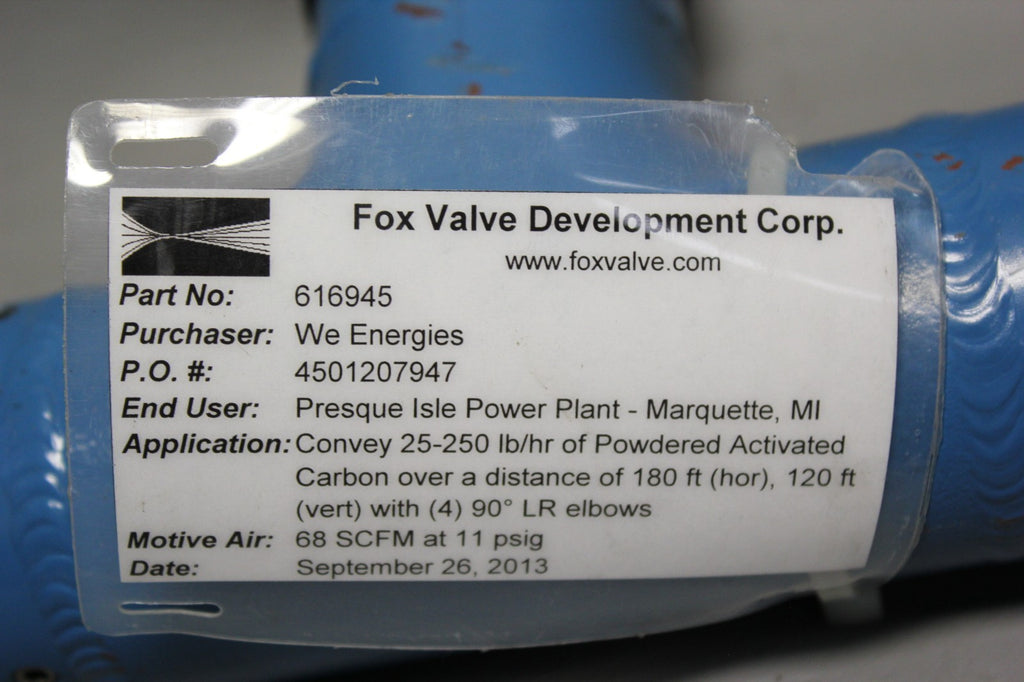 Fox Valve Development Corp.
www.foxvalve.com
Part No: 616945
Purchaser: We Energies
P.O. #: 4501207947
End User: Presque Isle Power Plant - Marquette, MI
Application: Convey 25-250 lb/hr of Powdered Activated
Carbon over a distance of 180 ft (hor), 120 ft
(vert) with (4) 90° LR elbows
Motive Air: 68 SCFM at 11 psig
Date: September 26, 2013